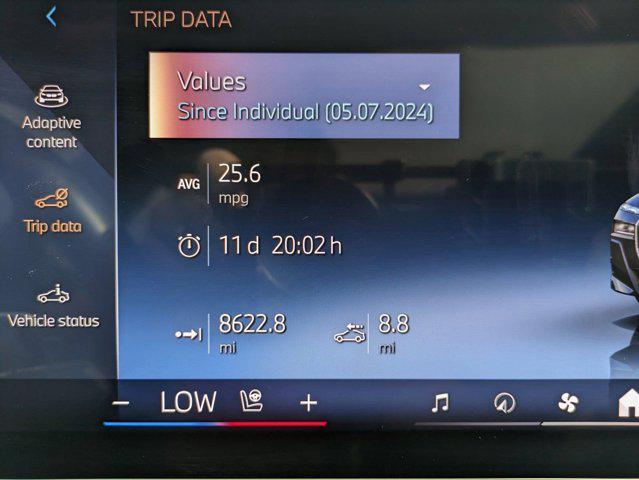 TRIP DATA
Values
Since Individual (05.07.2024)
Adaptive
content
AVG 25.6
mpg
Trip data
11 d 20:02 h
Vehicle status
8622.8
mi
8.8
mi
– LOW +